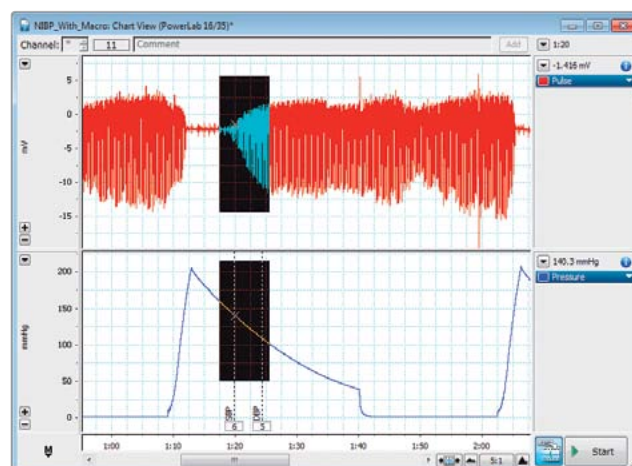 NIBP_With_Macro: Chart View (PowerLab 16/35)*
Channel: * 11 Comment Add 1:20
-1.416 mV
Pulse
5
0
-5
-10
-15
mV
140.3 mmHg
Pressure
200
150
100
50
0
mmHg
SBP DBP
6 5
1:00 1:10 1:20 1:30 1:40 1:50 2:00
M 5:1 Start